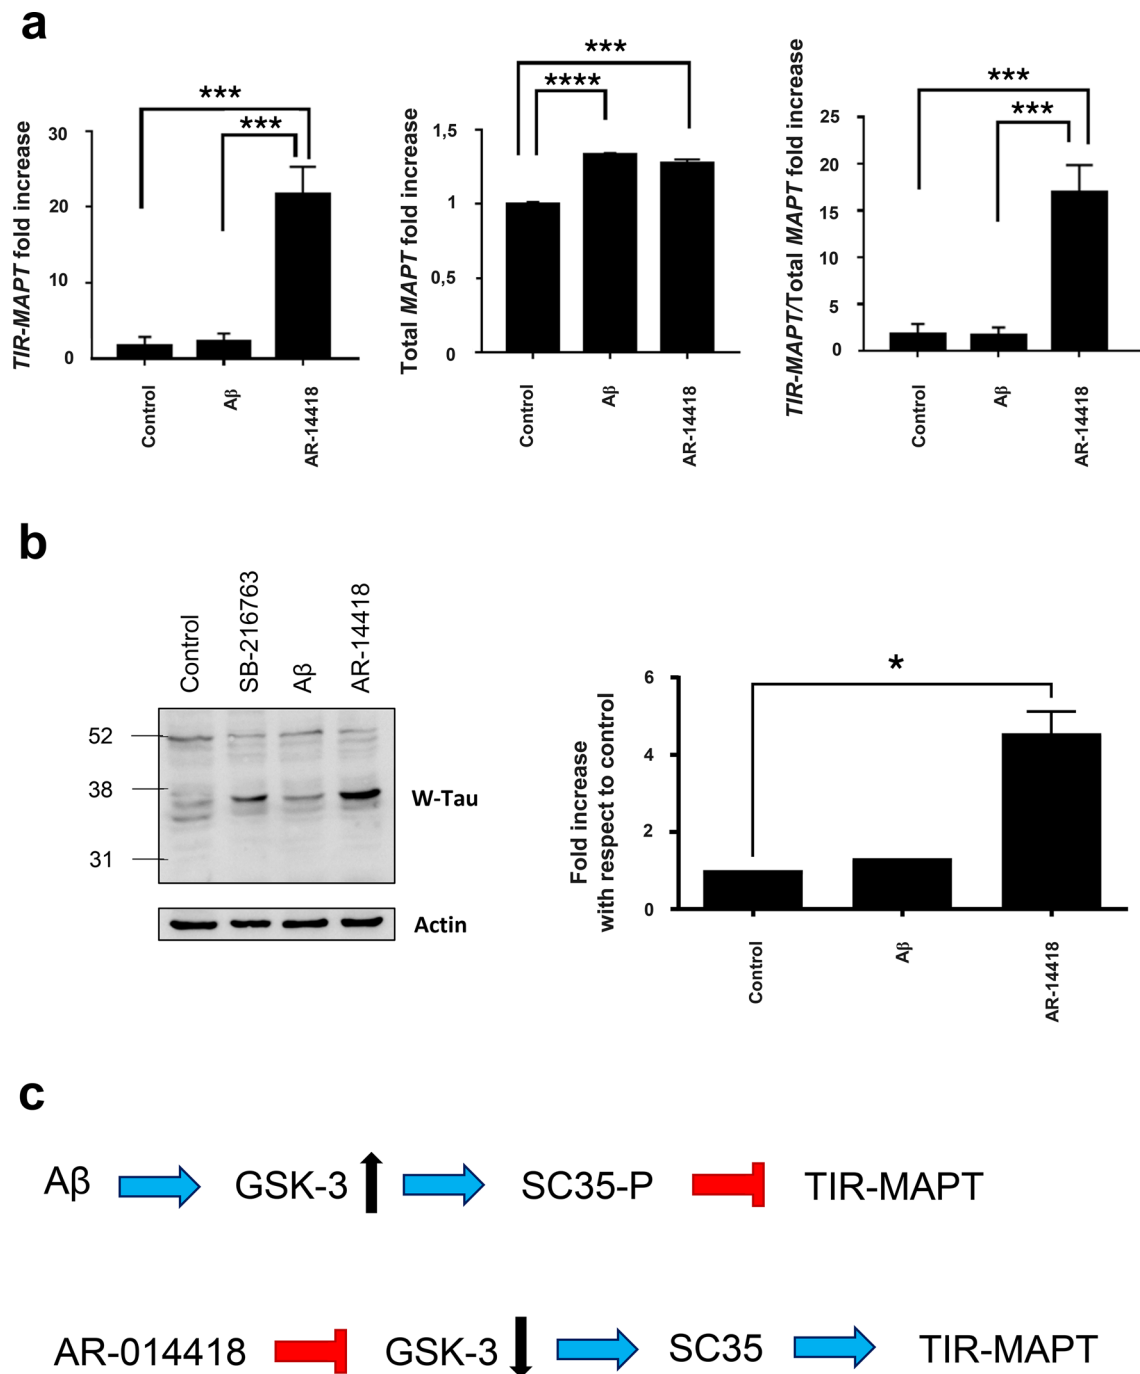 a
***
***
TIR-MAPT fold increase
30
20
10
0
Control
Aβ
AR-14418
***
****
Total MAPT fold increase
1,5
1
0,5
0
Control
Aβ
AR-14418
***
***
TIR-MAPT/Total MAPT fold increase
25
20
15
10
5
0
Control
Aβ
AR-14418
b
Control
SB-216763
Aβ
AR-14418
52
38
31
W-Tau
Actin
*
Fold increase
with respect to control
6
4
2
0
Control
Aβ
AR-14418
c
Aβ GSK-3 SC35-P TIR-MAPT
AR-014418 GSK-3 SC35 TIR-MAPT